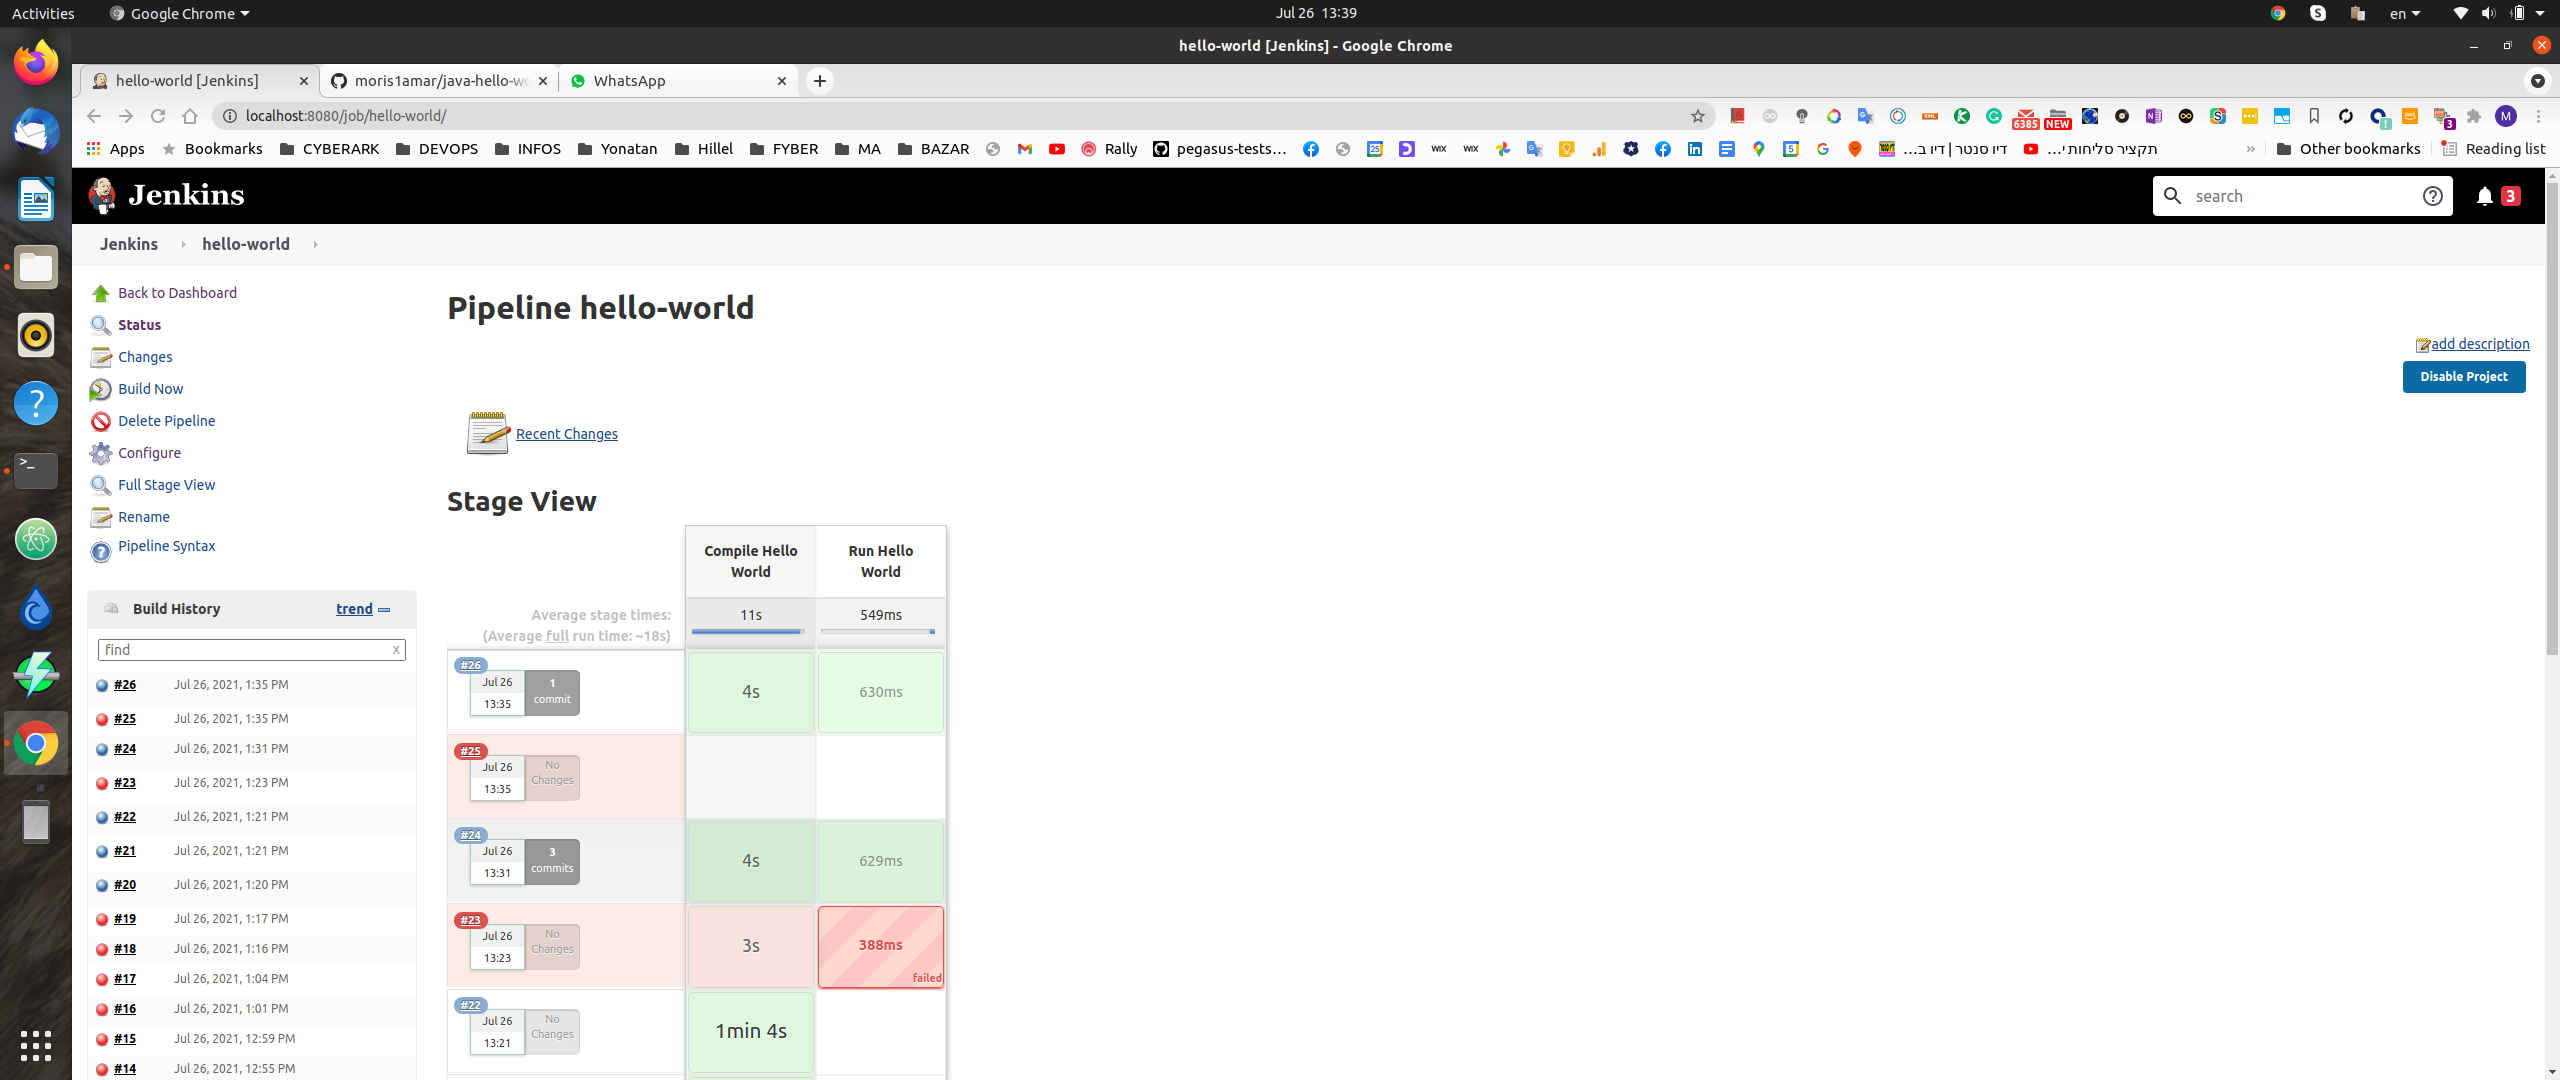 Activities
Google Chrome
Jul 26 13:39
en
hello-world [Jenkins] - Google Chrome
hello-world [Jenkins]
moris1amar/java-hello-wo
WhatsApp
localhost:8080/job/hello-world/
6385
NEW
3
M
Apps
Bookmarks
CYBERARK
DEVOPS
INFOS
Yonatan
Hillel
FYBER
MA
BAZAR
Rally
pegasus-tests...
דיו סנטר | דיו ב...
תקציר סליחות י...
Other bookmarks
Reading list
Jenkins
search
3
Jenkins
hello-world
Back to Dashboard
Status
Changes
Build Now
Delete Pipeline
Configure
Full Stage View
Rename
Pipeline Syntax
Build History
trend
find
x
#26 Jul 26, 2021, 1:35 PM
#25 Jul 26, 2021, 1:35 PM
#24 Jul 26, 2021, 1:31 PM
#23 Jul 26, 2021, 1:23 PM
#22 Jul 26, 2021, 1:21 PM
#21 Jul 26, 2021, 1:21 PM
#20 Jul 26, 2021, 1:20 PM
#19 Jul 26, 2021, 1:17 PM
#18 Jul 26, 2021, 1:16 PM
#17 Jul 26, 2021, 1:04 PM
#16 Jul 26, 2021, 1:01 PM
#15 Jul 26, 2021, 12:59 PM
#14 Jul 26, 2021, 12:55 PM
Pipeline hello-world
add description
Disable Project
Recent Changes
Stage View
Compile Hello
World
Run Hello
World
Average stage times:
(Average full run time: ~18s)
11s
549ms
#26
Jul 26
13:35
1
commit
4s
630ms
#25
Jul 26
13:35
No
Changes
#24
Jul 26
13:31
3
commits
4s
629ms
#23
Jul 26
13:23
No
Changes
3s
388ms
failed
#22
Jul 26
13:21
No
Changes
1min 4s